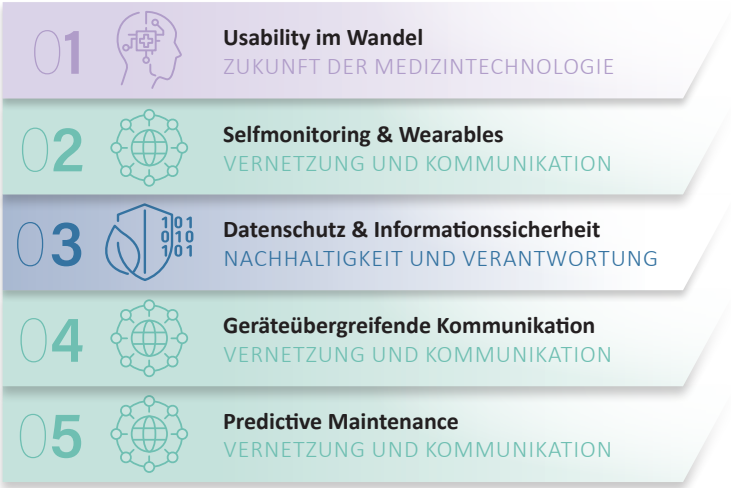 01
Usability im Wandel
ZUKUNFT DER MEDIZINTECHNOLOGIE
02
Selfmonitoring & Wearables
VERNETZUNG UND KOMMUNIKATION
03
101
010
101
Datenschutz & Informationssicherheit
NACHHALTIGKEIT UND VERANTWORTUNG
04
Geräteübergreifende Kommunikation
VERNETZUNG UND KOMMUNIKATION
05
Predictive Maintenance
VERNETZUNG UND KOMMUNIKATION